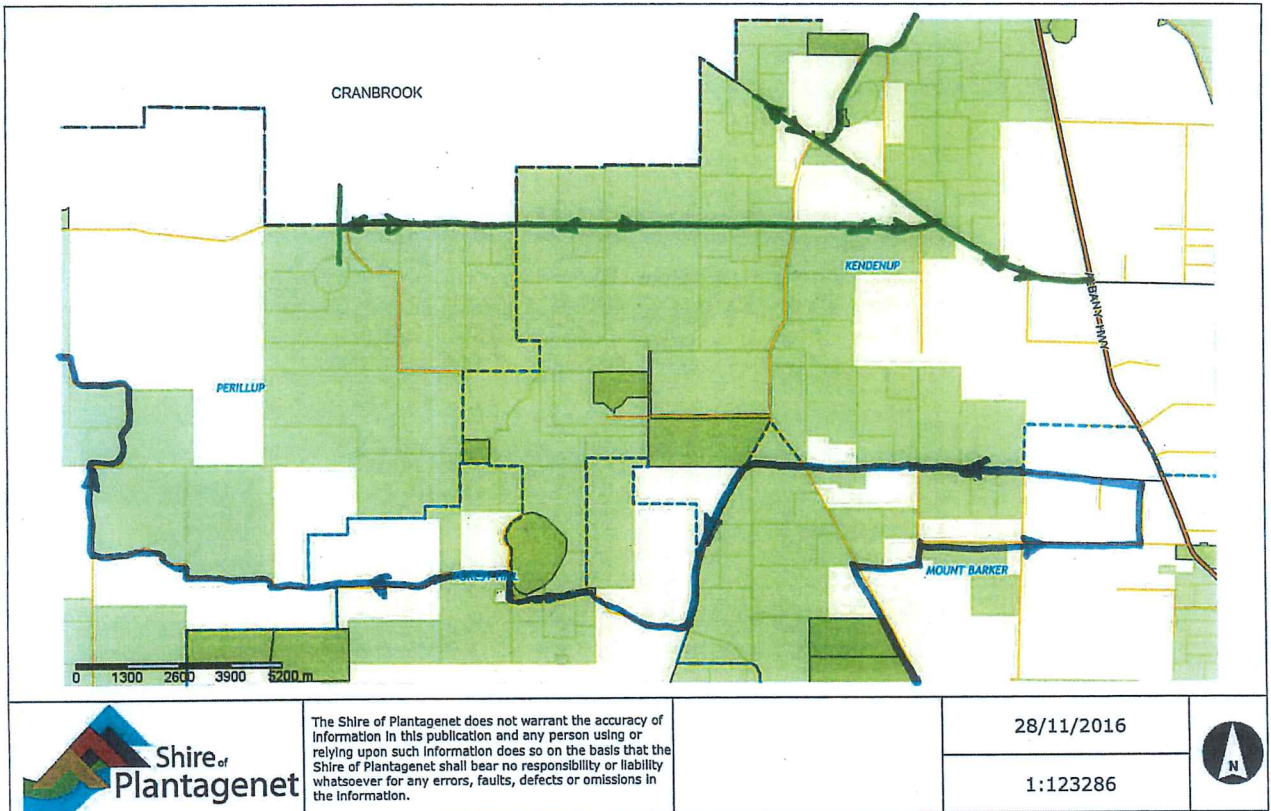 CRANBROOK
KENDENUP
ALBANY HWY
PERILLUP
FOREST HILL
MOUNT BARKER
0 1300 2600 3900 5200 m
Shire of
Plantagenet
The Shire of Plantagenet does not warrant the accuracy of
information in this publication and any person using or
relying upon such information does so on the basis that the
Shire of Plantagenet shall bear no responsibility or liability
whatsoever for any errors, faults, defects or omissions in
the information.
28/11/2016
1:123286
N